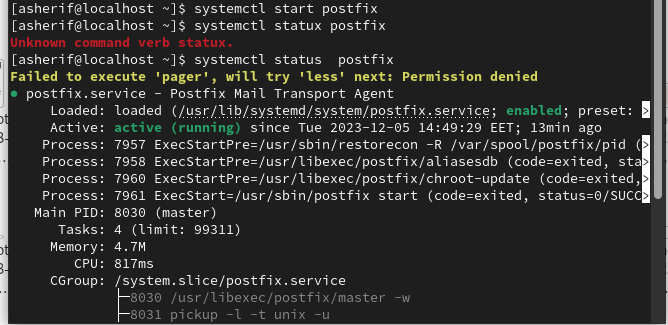 [asherif@localhost ~]$ systemctl start postfix
[asherif@localhost ~]$ systemctl statux postfix
Unknown command verb statux.
[asherif@localhost ~]$ systemctl status  postfix
Failed to execute 'pager', will try 'less' next: Permission denied
● postfix.service - Postfix Mail Transport Agent
     Loaded: loaded (/usr/lib/systemd/system/postfix.service; enabled; preset: >
     Active: active (running) since Tue 2023-12-05 14:49:29 EET; 13min ago
    Process: 7957 ExecStartPre=/usr/sbin/restorecon -R /var/spool/postfix/pid (>
    Process: 7958 ExecStartPre=/usr/libexec/postfix/aliasesdb (code=exited, sta>
    Process: 7960 ExecStartPre=/usr/libexec/postfix/chroot-update (code=exited,>
    Process: 7961 ExecStart=/usr/sbin/postfix start (code=exited, status=0/SUCC>
   Main PID: 8030 (master)
      Tasks: 4 (limit: 99311)
     Memory: 4.7M
        CPU: 817ms
     CGroup: /system.slice/postfix.service
             ├─8030 /usr/libexec/postfix/master -w
             ├─8031 pickup -l -t unix -u